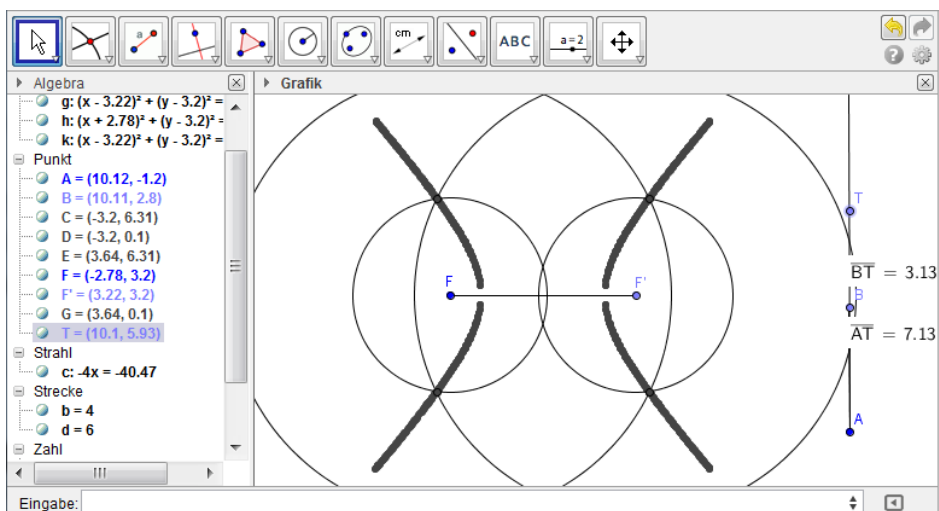 a
cm
ABC
a=2
Algebra
Grafik
g: (x - 3.22)² + (y - 3.2)² =
h: (x + 2.78)² + (y - 3.2)² =
k: (x - 3.22)² + (y - 3.2)² =
Punkt
A = (10.12, -1.2)
B = (10.11, 2.8)
C = (-3.2, 6.31)
D = (-3.2, 0.1)
E = (3.64, 6.31)
F = (-2.78, 3.2)
F' = (3.22, 3.2)
G = (3.64, 0.1)
T = (10.1, 5.93)
Strahl
c: -4x = -40.47
Strecke
b = 4
d = 6
Zahl
F
F'
T
BT = 3.13
B
AT = 7.13
A
Eingabe: